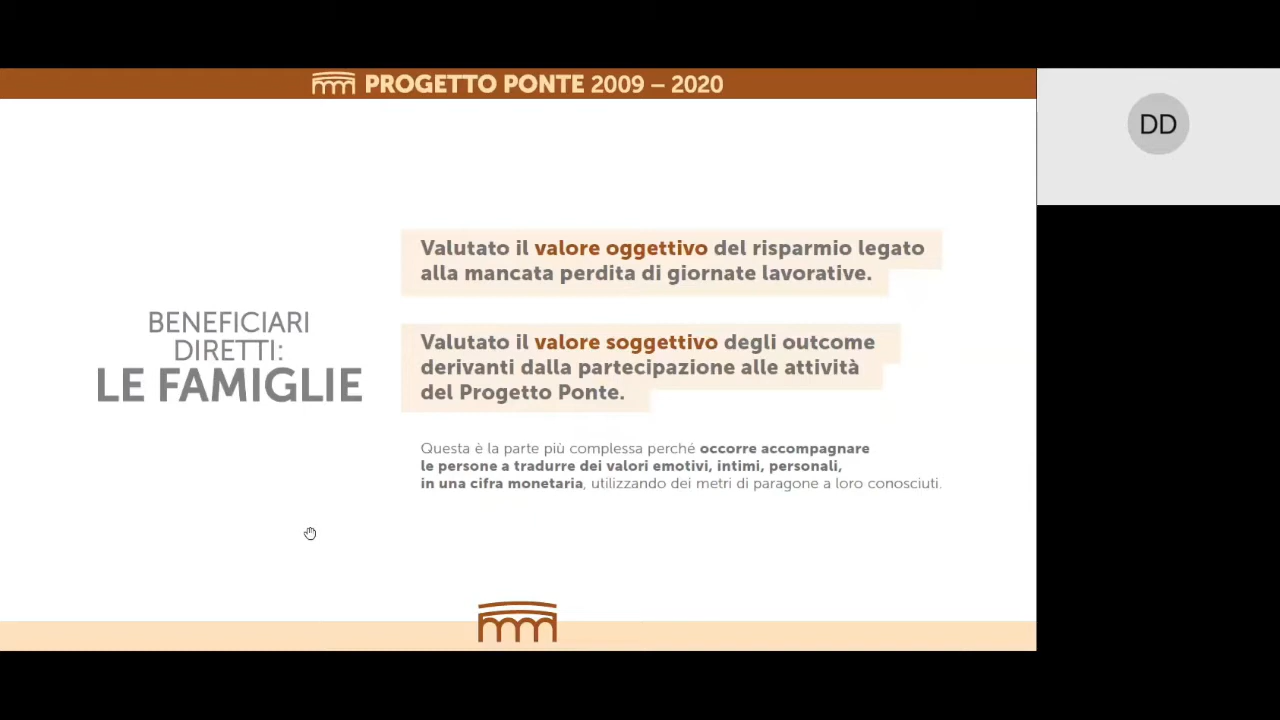 PROGETTO PONTE 2009 – 2020
DD
BENEFICIARI
DIRETTI:
LE FAMIGLIE
Valutato il valore oggettivo del risparmio legato
alla mancata perdita di giornate lavorative.
Valutato il valore soggettivo degli outcome
derivanti dalla partecipazione alle attività
del Progetto Ponte.
Questa è la parte più complessa perché occorre accompagnare
le persone a tradurre dei valori emotivi, intimi, personali,
in una cifra monetaria, utilizzando dei metri di paragone a loro conosciuti.